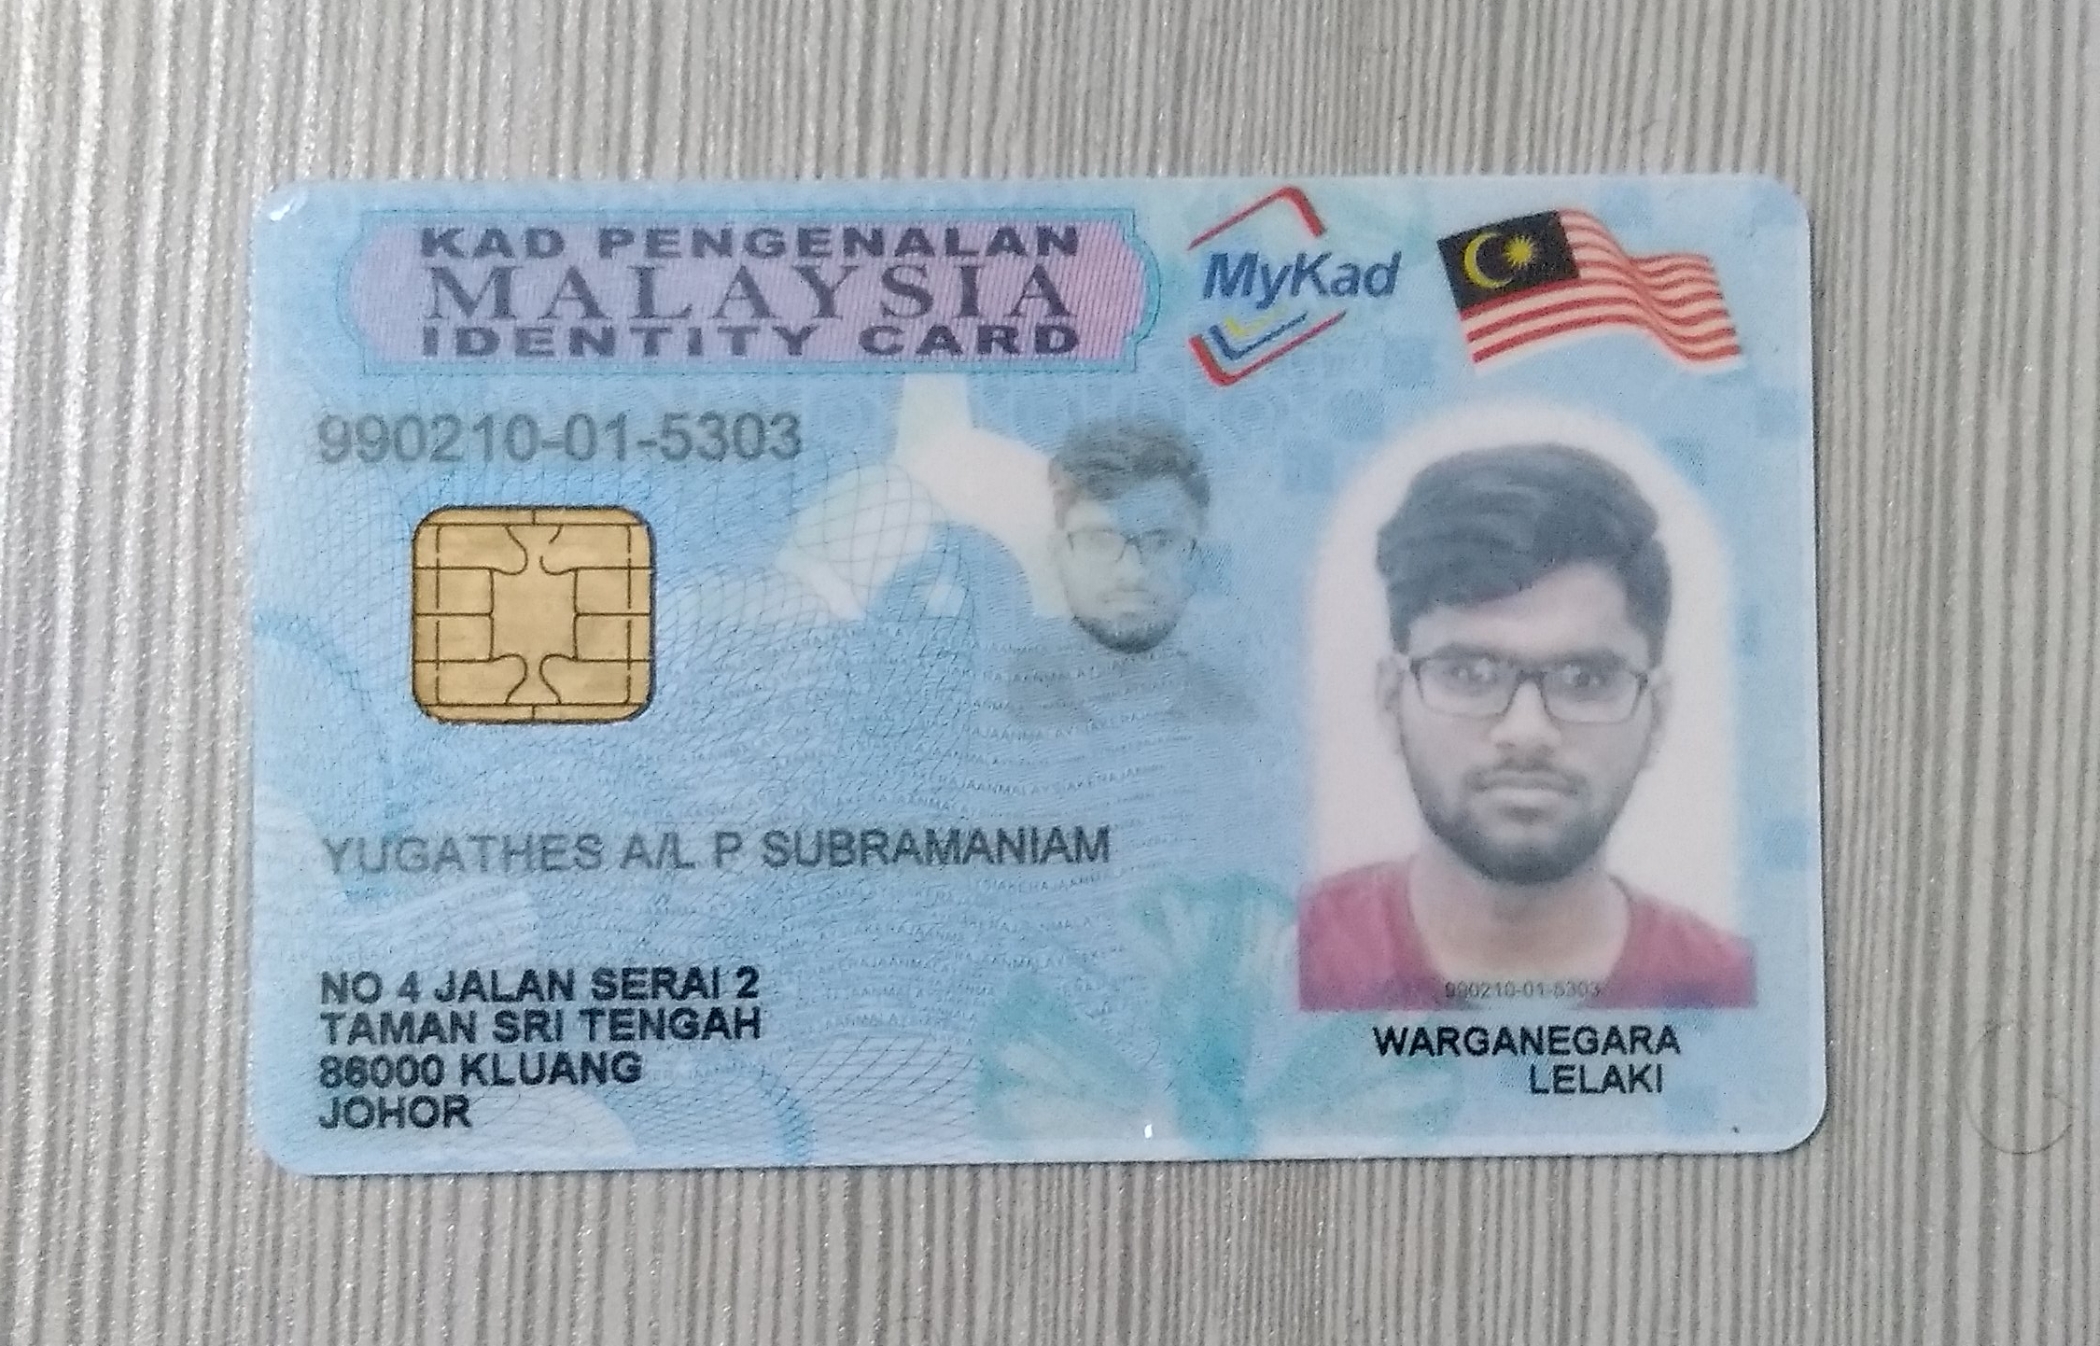 KAD PENGENALAN
MALAYSIA
IDENTITY CARD
MyKad
990210-01-5303
YUGATHES A/L P SUBRAMANIAM
NO 4 JALAN SERAI 2
TAMAN SRI TENGAH
86000 KLUANG
JOHOR
990210-01-5303
WARGANEGARA
LELAKI